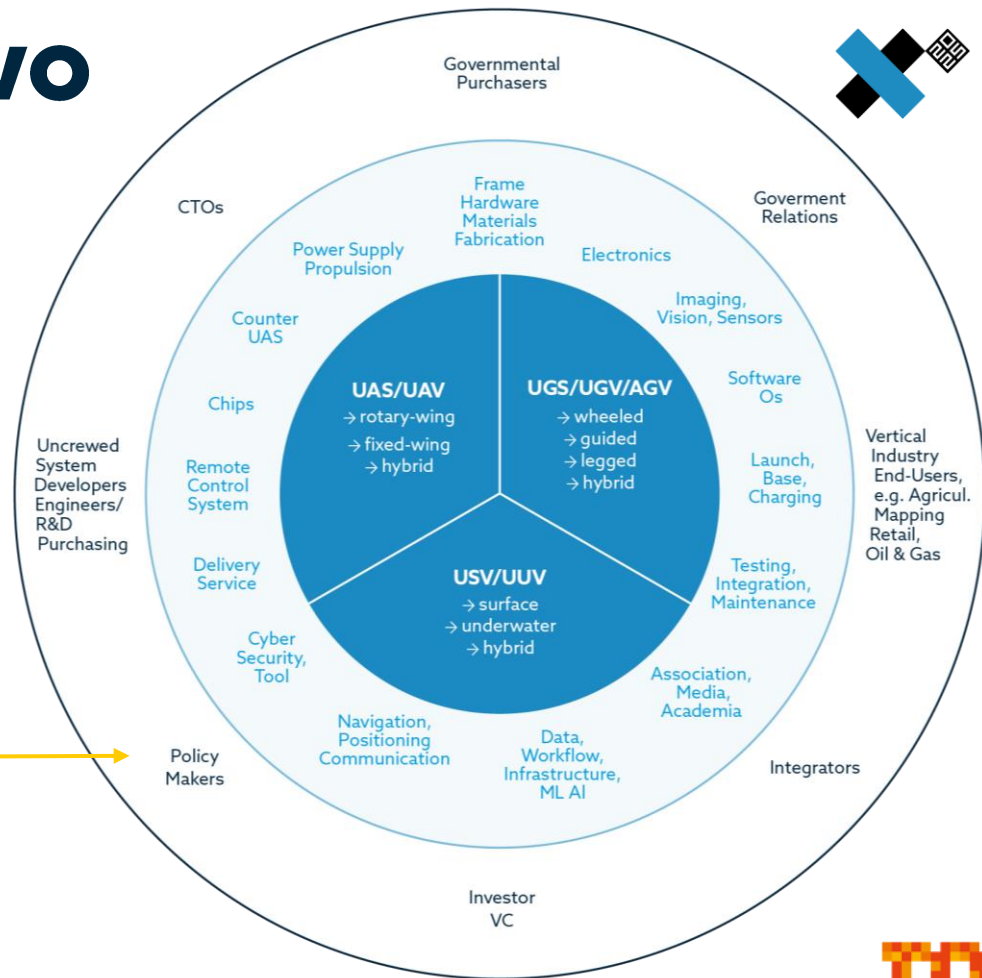 Governmental
Purchasers
CTOs
Goverment
Relations
Frame
Hardware
Materials
Fabrication
Power Supply
Propulsion
Electronics
Imaging,
Vision, Sensors
Counter
UAS
Software
Os
Chips
UAS/UAV
→ rotary-wing
→ fixed-wing
→ hybrid
UGS/UGV/AGV
→ wheeled
→ guided
→ legged
→ hybrid
Uncrewed
System
Developers
Engineers/
R&D
Purchasing
Remote
Control
System
Launch,
Base,
Charging
Vertical
Industry
End-Users,
e.g. Agricul.
Mapping
Retail,
Oil & Gas
Delivery
Service
USV/UUV
→ surface
→ underwater
→ hybrid
Testing,
Integration,
Maintenance
Cyber
Security,
Tool
Association,
Media,
Academia
Navigation,
Positioning
Communication
Data,
Workflow,
Infrastructure,
ML AI
Policy
Makers
Integrators
Investor
VC